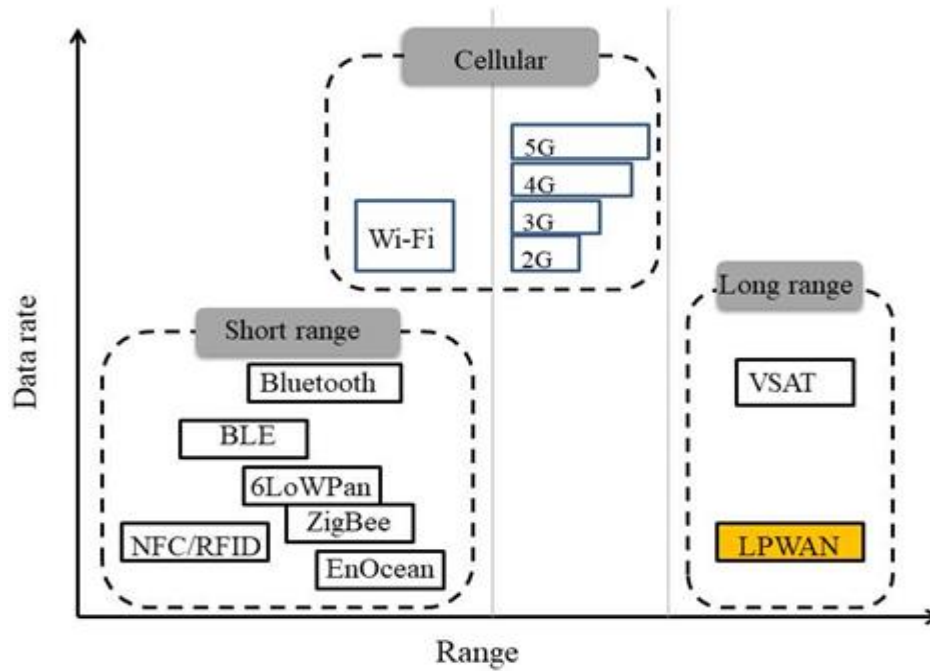 Cellular
5G
4G
3G
2G
Wi-Fi
Long range
Short range
Bluetooth
VSAT
BLE
6LoWPan
ZigBee
NFC/RFID
EnOcean
LPWAN
Data rate
Range